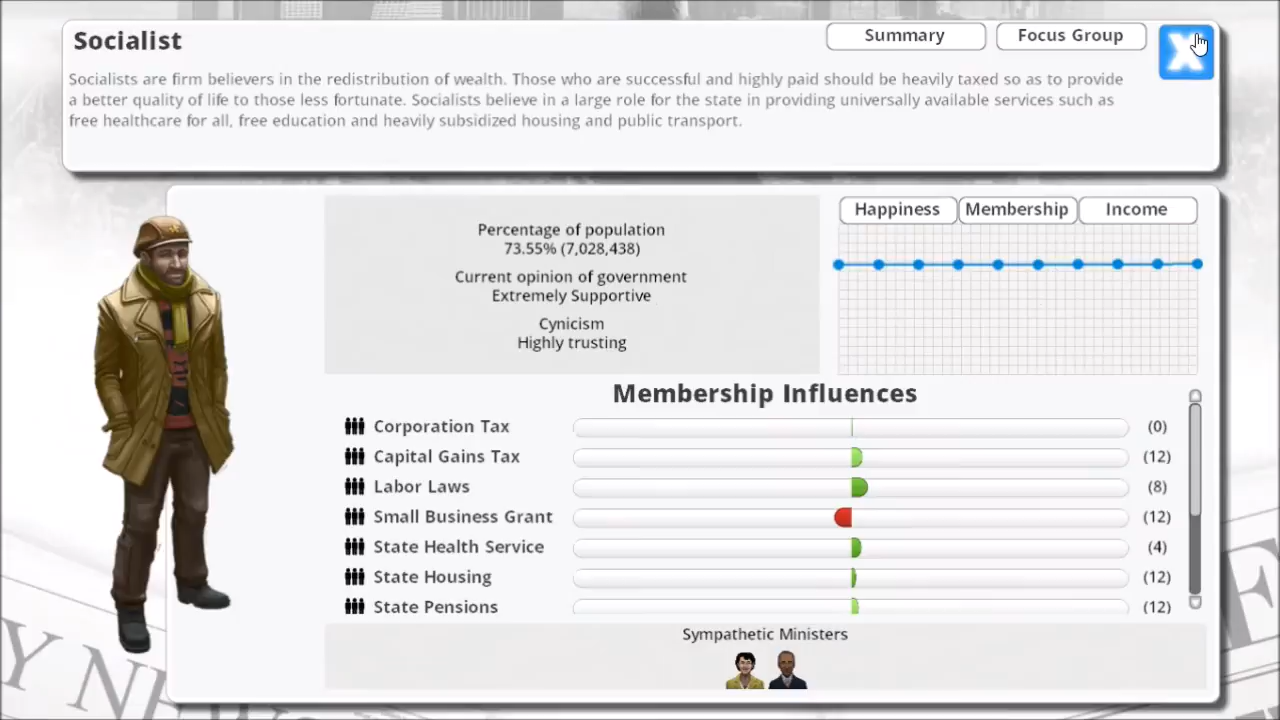 Socialist
Summary
Focus Group
X
Socialists are firm believers in the redistribution of wealth. Those who are successful and highly paid should be heavily taxed so as to provide
a better quality of life to those less fortunate. Socialists believe in a large role for the state in providing universally available services such as
free healthcare for all, free education and heavily subsidized housing and public transport.
Percentage of population
73.55% (7,028,438)
Current opinion of government
Extremely Supportive
Cynicism
Highly trusting
Happiness
Membership
Income
Membership Influences
Corporation Tax (0)
Capital Gains Tax (12)
Labor Laws (8)
Small Business Grant (12)
State Health Service (4)
State Housing (12)
State Pensions (12)
Sympathetic Ministers